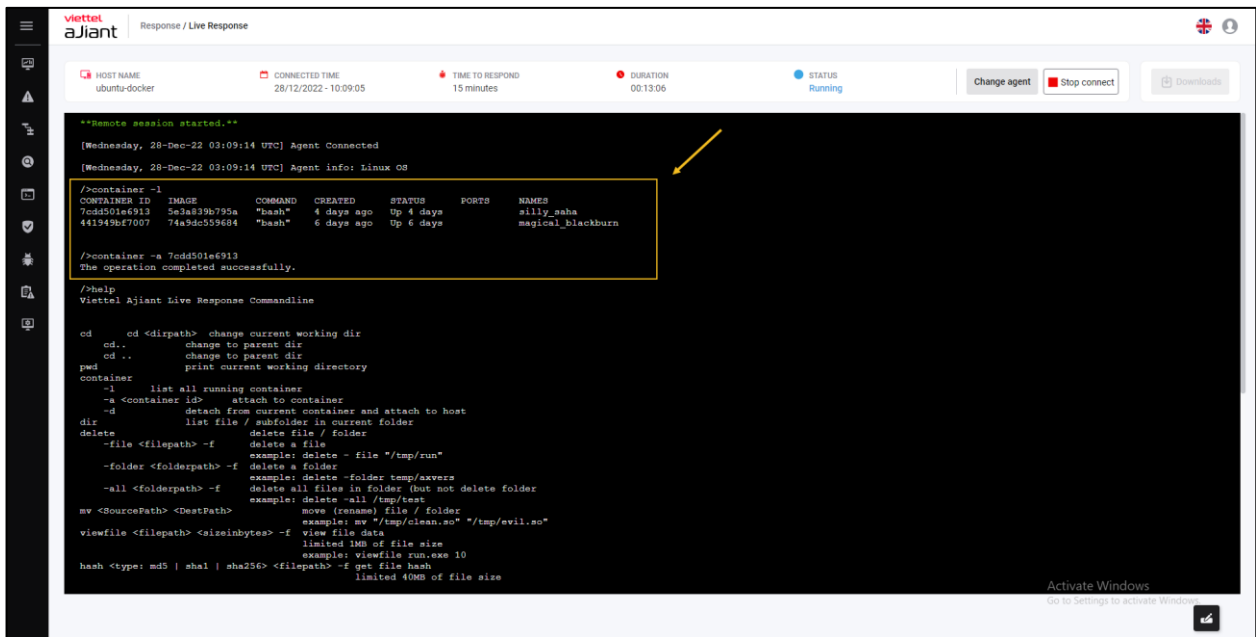 viettel
aJiant
Response / Live Response
HOST NAME
ubuntu-docker
CONNECTED TIME
28/12/2022 - 10:09:05
TIME TO RESPOND
15 minutes
DURATION
00:13:06
STATUS
Running
Change agent
Stop connect
Downloads
**Remote session started.**
[Wednesday, 28-Dec-22 03:09:14 UTC] Agent Connected
[Wednesday, 28-Dec-22 03:09:14 UTC] Agent info: Linux OS
/>container -l
CONTAINER ID IMAGE COMMAND CREATED STATUS PORTS NAMES
7cdd501e6913 5e3a839b795a "bash" 4 days ago Up 4 days silly_saha
441949bf7007 74a9dc559684 "bash" 6 days ago Up 6 days magical_blackburn
/>container -a 7cdd501e6913
The operation completed successfully.
/>help
Viettel Ajiant Live Response Commandline
cd cd <dirpath> change current working dir
cd.. change to parent dir
cd .. change to parent dir
pwd print current working directory
container
-l list all running container
-a <container id> attach to container
-d detach from current container and attach to host
dir list file / subfolder in current folder
delete delete file / folder
-file <filepath> -f delete a file
example: delete - file "/tmp/run"
-folder <folderpath> -f delete a folder
example: delete -folder temp/axvers
-all <folderpath> -f delete all files in folder (but not delete folder
example: delete -all /tmp/test
mv <SourcePath> <DestPath> move (rename) file / folder
example: mv "/tmp/clean.so" "/tmp/evil.so"
viewfile <filepath> <sizeinbytes> -f view file data
limited 1MB of file size
example: viewfile run.exe 10
hash <type: md5 | sha1 | sha256> <filepath> -f get file hash
limited 40MB of file size
Activate Windows
Go to Settings to activate Windows.